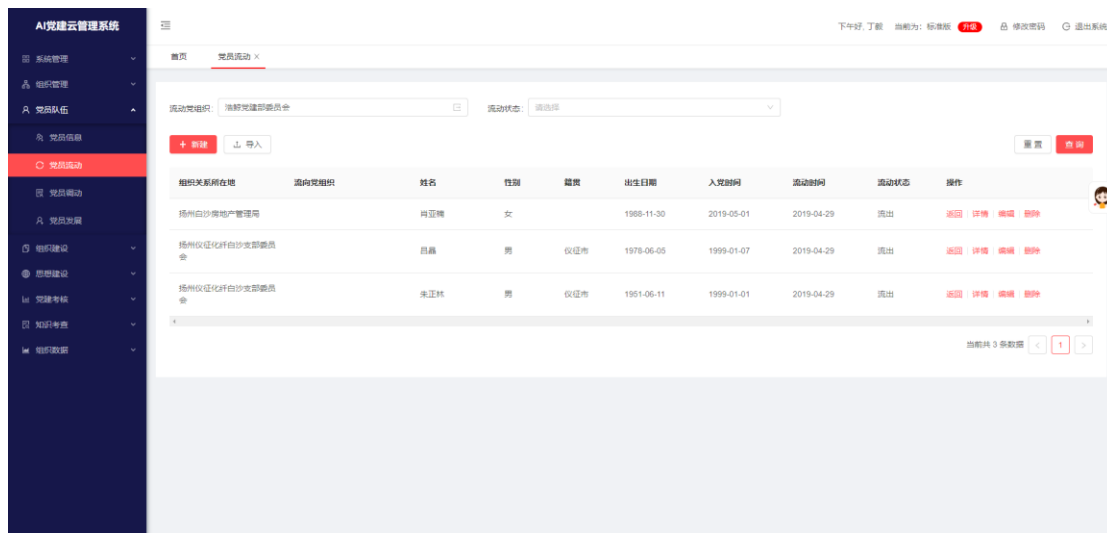 AI党建云管理系统
下午好, 丁毅 当前为: 标准版 升级 修改密码 退出系统
系统管理
首页 党员流动 ×
组织管理
党员队伍
流动党组织: 浩鲸党建部委员会 流动状态: 请选择
党员信息
+ 新建 导入 重置 查询
党员流动
组织关系所在地 流向党组织 姓名 性别 籍贯 出生日期 入党时间 流动时间 流动状态 操作
党员调动
扬州白沙房地产管理局 肖亚 女 1988-11-30 2019-05-01 2019-04-29 流出 返回 详情 编辑 删除
党员发展
组织建设
扬州仪征化纤白沙支部委员会 吕晶 男 仪征市 1978-06-05 1999-07-07 2019-04-29 流出 返回 详情 编辑 删除
思想建设
党建考核
扬州仪征化纤白沙支部委员会 朱正林 男 仪征市 1951-06-11 1999-01-01 2019-04-29 流出 返回 详情 编辑 删除
知识考查
组织数据
当前共 3 条数据 < 1 >